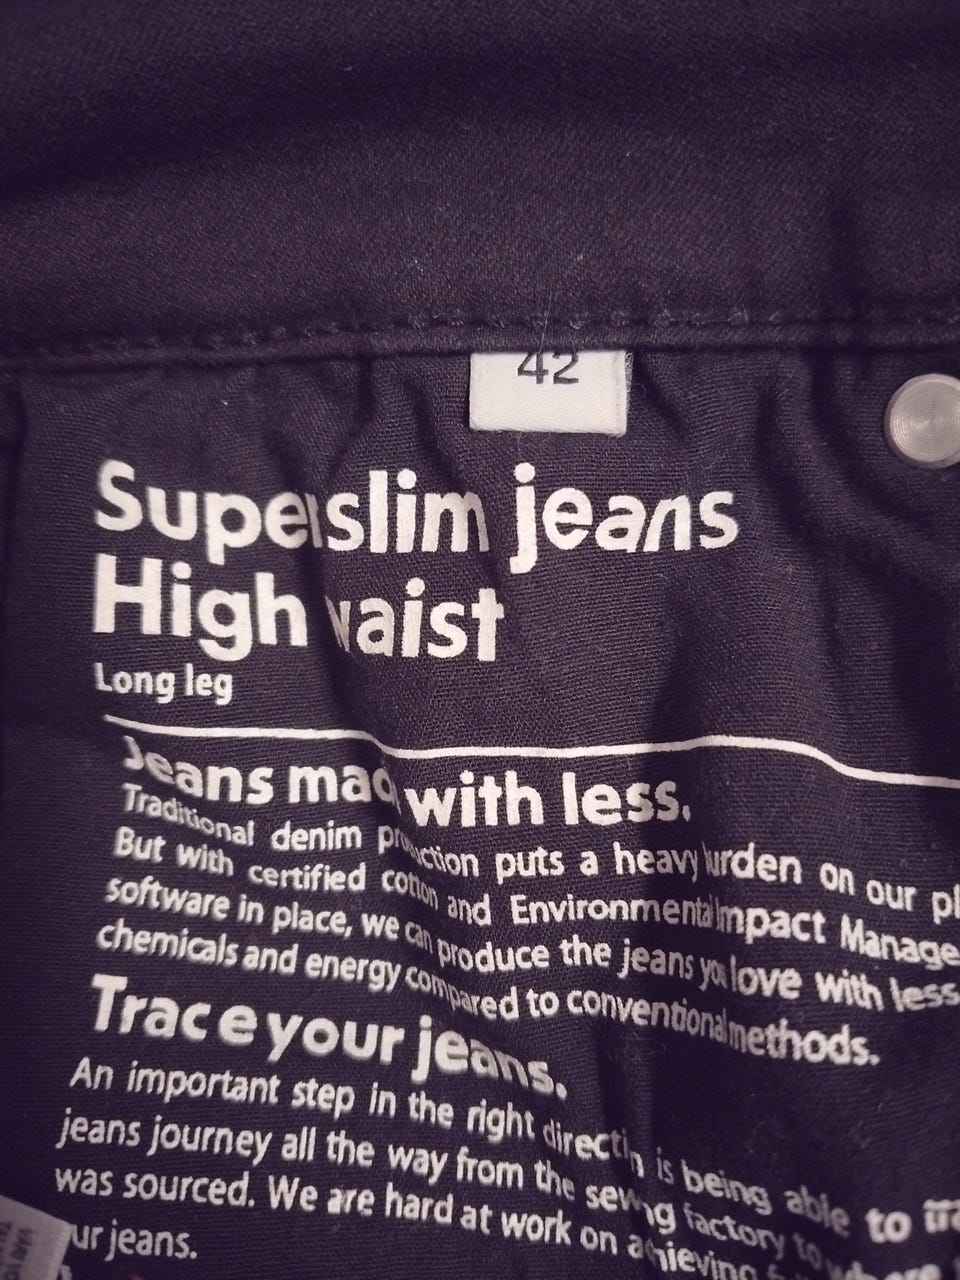 42
Superslim jeans
High waist
Long leg
Jeans made with less.
Traditional denim production puts a heavy burden on our pl
But with certified cotton and Environmental Impact Manage
software in place, we can produce the jeans you love with less
chemicals and energy compared to conventional methods.
Trace your jeans.
An important step in the right direction is being able to tra
jeans journey all the way from the sewing factory to where
was sourced. We are hard at work on achieving
ur jeans.